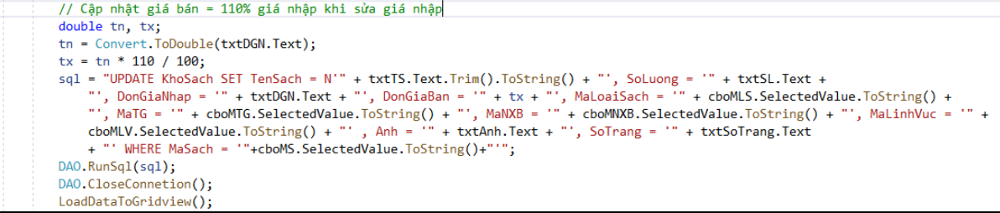 // Cập nhật giá bán = 110% giá nhập khi sửa giá nhập
double tn, tx;
tn = Convert.ToDouble(txtDGN.Text);
tx = tn * 110 / 100;
sql = "UPDATE KhoSach SET TenSach = N'" + txtTS.Text.Trim().ToString() + "', SoLuong = '" + txtSL.Text +
"', DonGiaNhap = '" + txtDGN.Text + "', DonGiaBan = '" + tx + "', MaLoaiSach = '" + cboMLS.SelectedValue.ToString() +
"', MaTG = '" + cboMTG.SelectedValue.ToString() + "', MaNXB = '" + cboMNXB.SelectedValue.ToString() + "', MaLinhVuc = '" +
cboMLV.SelectedValue.ToString() + "' , Anh = '" + txtAnh.Text + "', SoTrang = '" + txtSoTrang.Text
+ "' WHERE MaSach = '"+cboMS.SelectedValue.ToString()+"'";
DAO.RunSql(sql);
DAO.CloseConnetion();
LoadDataToGridview();